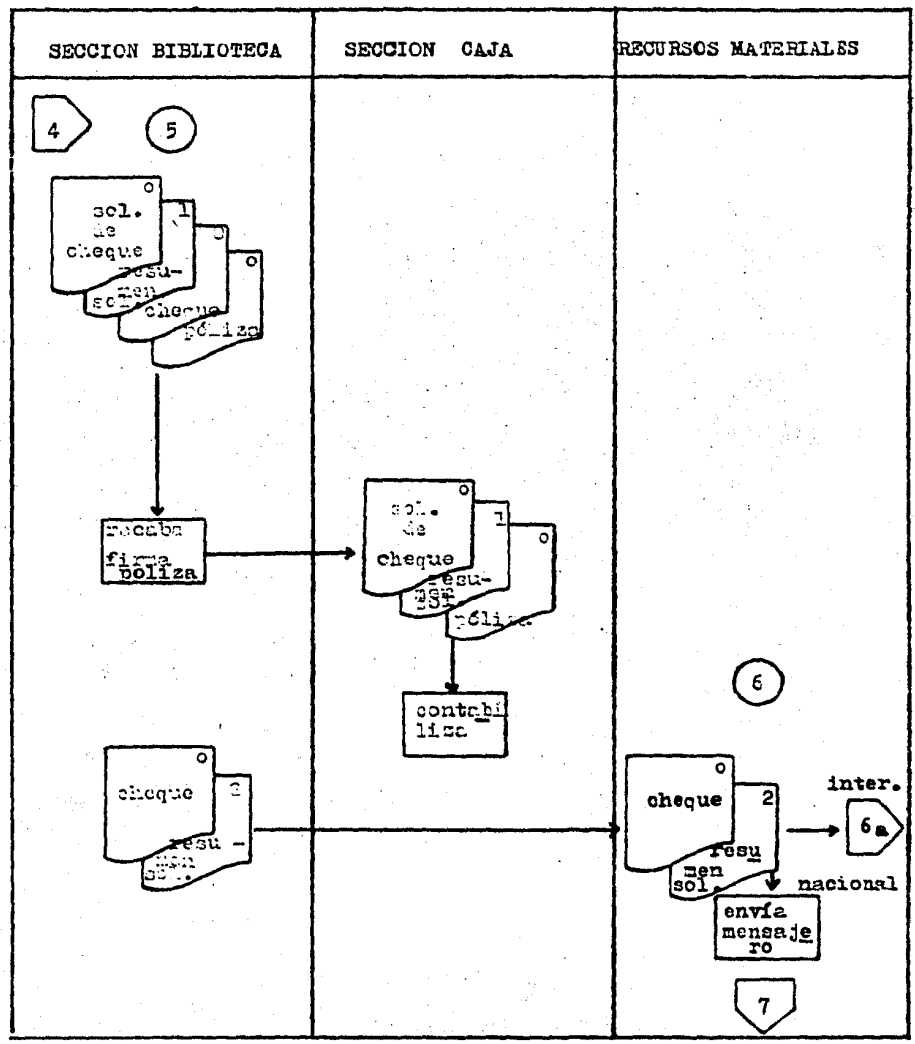 SECCION BIBLIOTECA
SECCION CAJA
RECURSOS MATERIALES
4
5
o
sol.
de
cheque
1
resu-
men
sol.
o
cheque
o
póliza
recaba
firma
poliza
o
sol.
de
cheque
1
resu-
men
sol.
o
póliza
contabi
liza
6
o
cheque
2
resu -
men
sol.
o
cheque
2
resu
men
sol.
inter.
6a
nacional
envía
mensaje
ro
7